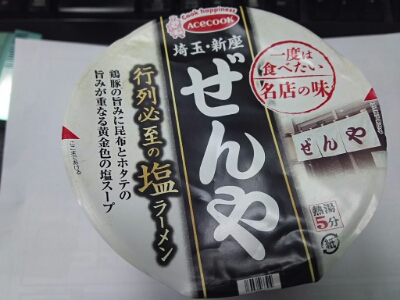 Cook happiness
ACECOOK
埼玉・新座
ぜんや
一度は
食べたい
名店の味
行列必至の塩ラーメン
鶏豚の旨みに昆布とホタテの
旨みが重なる黄金色の塩スープ
ぜんや
熱湯
5分
紙